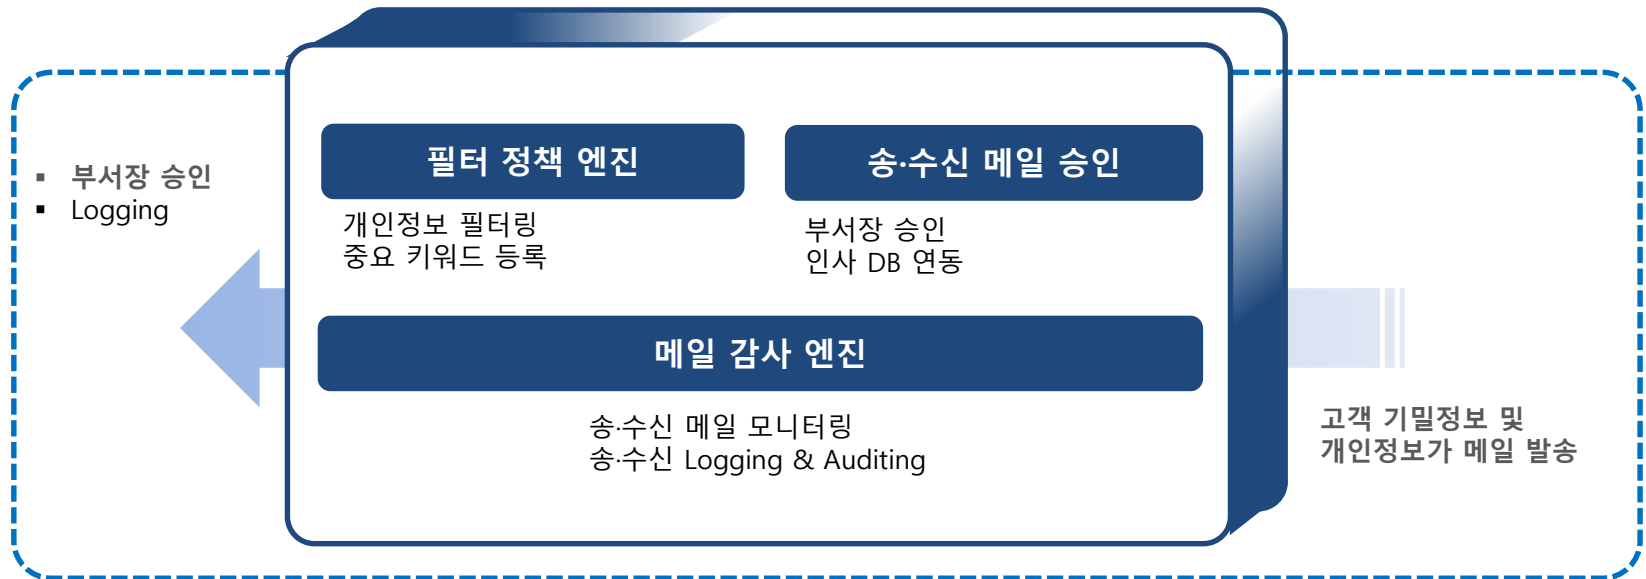 필터 정책 엔진
송·수신 메일 승인
▪ 부서장 승인
▪ Logging
개인정보 필터링
중요 키워드 등록
부서장 승인
인사 DB 연동
메일 감사 엔진
송·수신 메일 모니터링
송·수신 Logging & Auditing
고객 기밀정보 및
개인정보가 메일 발송